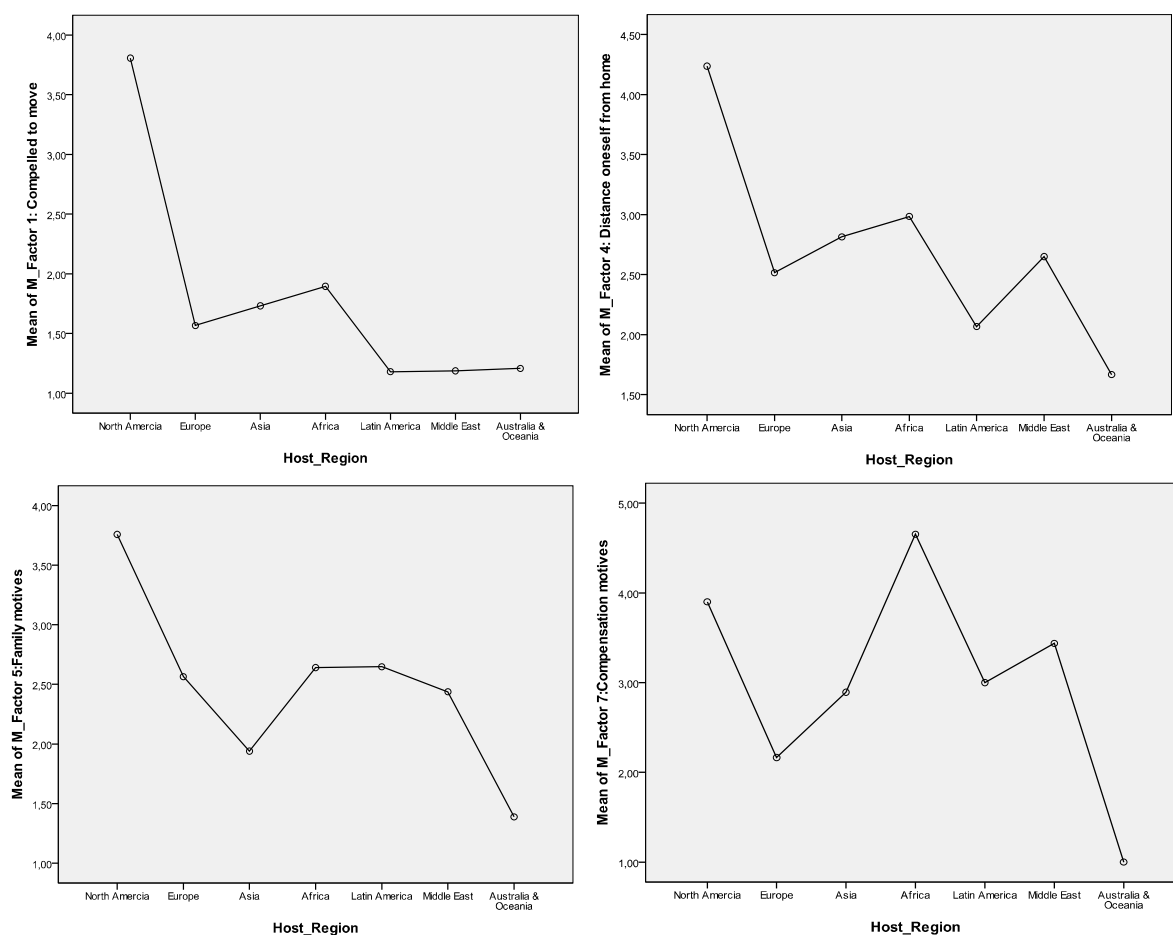 Mean of M_Factor 1: Compelled to move
4,00
3,50
3,00
2,50
2,00
1,50
1,00
North Amercia
Europe
Asia
Africa
Latin America
Middle East
Australia &
Oceania
Host_Region
Mean of M_Factor 4: Distance oneself from home
4,50
4,00
3,50
3,00
2,50
2,00
1,50
North Amercia
Europe
Asia
Africa
Latin America
Middle East
Australia &
Oceania
Host_Region
Mean of M_Factor 5:Family motives
4,00
3,50
3,00
2,50
2,00
1,50
1,00
North Amercia
Europe
Asia
Africa
Latin America
Middle East
Australia &
Oceania
Host_Region
Mean of M_Factor 7:Compensation motives
5,00
4,00
3,00
2,00
1,00
North Amercia
Europe
Asia
Africa
Latin America
Middle East
Australia &
Oceania
Host_Region